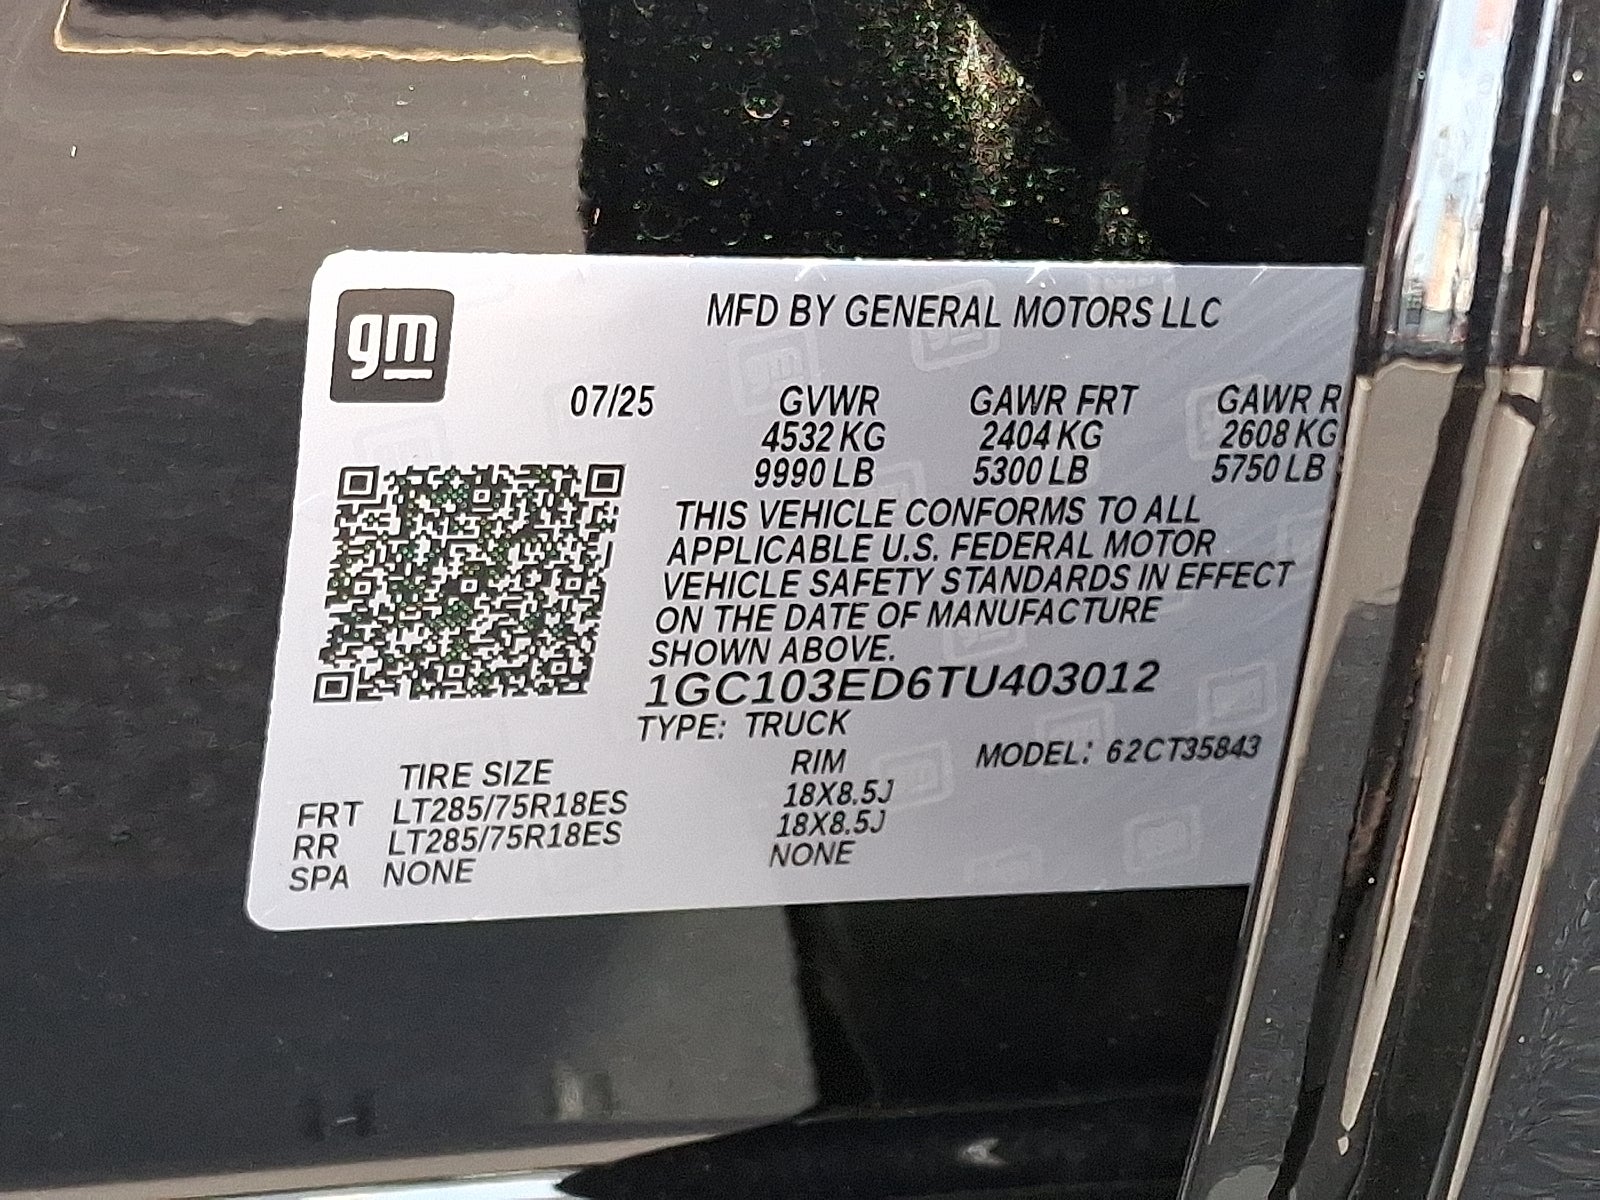 gm
MFD BY GENERAL MOTORS LLC
07/25 GVWR GAWR FRT GAWR R
4532 KG 2404 KG 2608 KG
9990 LB 5300 LB 5750 LB
THIS VEHICLE CONFORMS TO ALL
APPLICABLE U.S. FEDERAL MOTOR
VEHICLE SAFETY STANDARDS IN EFFECT
ON THE DATE OF MANUFACTURE
SHOWN ABOVE.
1GC103ED6TU403012
TYPE: TRUCK
TIRE SIZE RIM MODEL: 62CT35843
FRT LT285/75R18ES 18X8.5J
RR LT285/75R18ES 18X8.5J
SPA NONE NONE